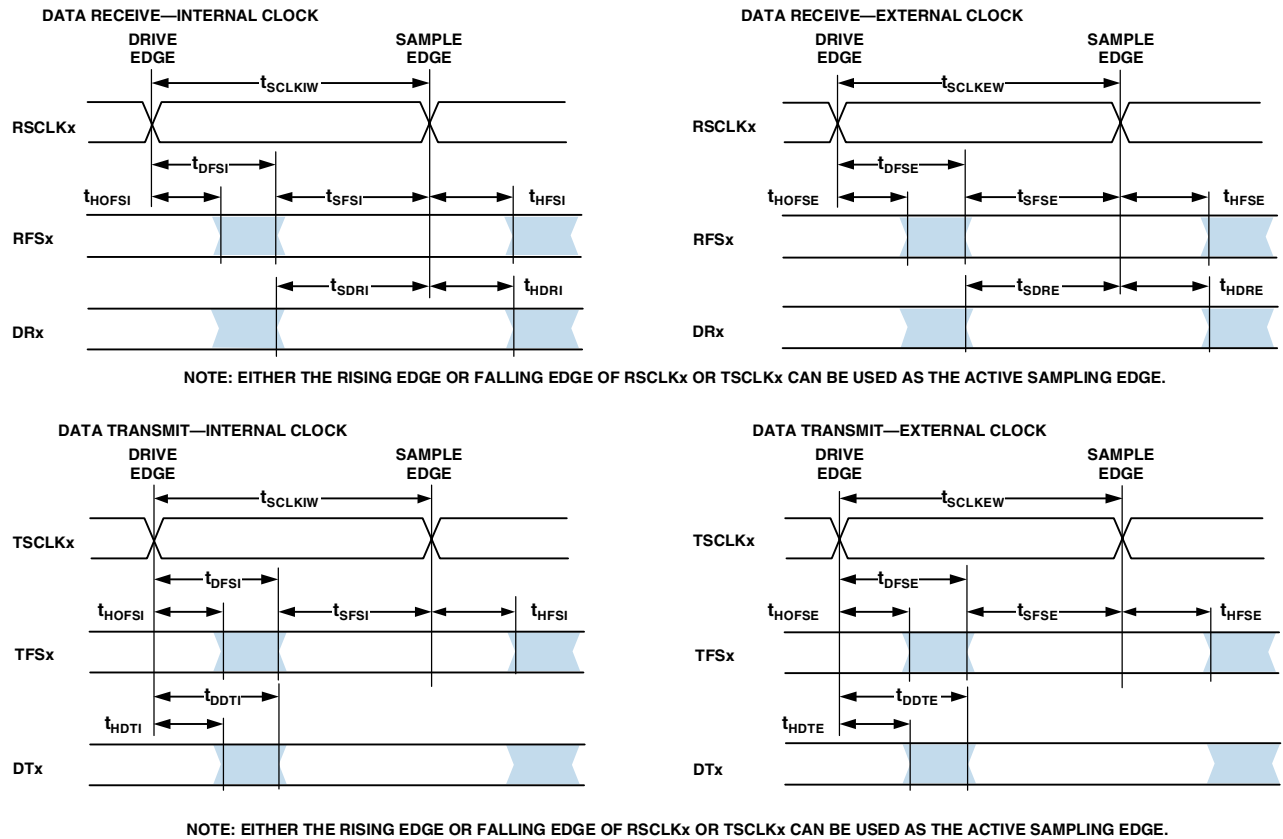 DATA RECEIVE—INTERNAL CLOCK
DRIVE
EDGE
SAMPLE
EDGE
tSCLKIW
RSCLKx
tDFSI
tHOFSI
tSFSI
tHFSI
RFSx
tSDRI
tHDRI
DRx
DATA RECEIVE—EXTERNAL CLOCK
DRIVE
EDGE
SAMPLE
EDGE
tSCLKEW
RSCLKx
tDFSE
tHOFSE
tSFSE
tHFSE
RFSx
tSDRE
tHDRE
DRx
NOTE: EITHER THE RISING EDGE OR FALLING EDGE OF RSCLKx OR TSCLKx CAN BE USED AS THE ACTIVE SAMPLING EDGE.
DATA TRANSMIT—INTERNAL CLOCK
DRIVE
EDGE
SAMPLE
EDGE
tSCLKIW
TSCLKx
tDFSI
tHOFSI
tSFSI
tHFSI
TFSx
tDDTI
tHDTI
DTx
DATA TRANSMIT—EXTERNAL CLOCK
DRIVE
EDGE
SAMPLE
EDGE
tSCLKEW
TSCLKx
tDFSE
tHOFSE
tSFSE
tHFSE
TFSx
tDDTE
tHDTE
DTx
NOTE: EITHER THE RISING EDGE OR FALLING EDGE OF RSCLKx OR TSCLKx CAN BE USED AS THE ACTIVE SAMPLING EDGE.